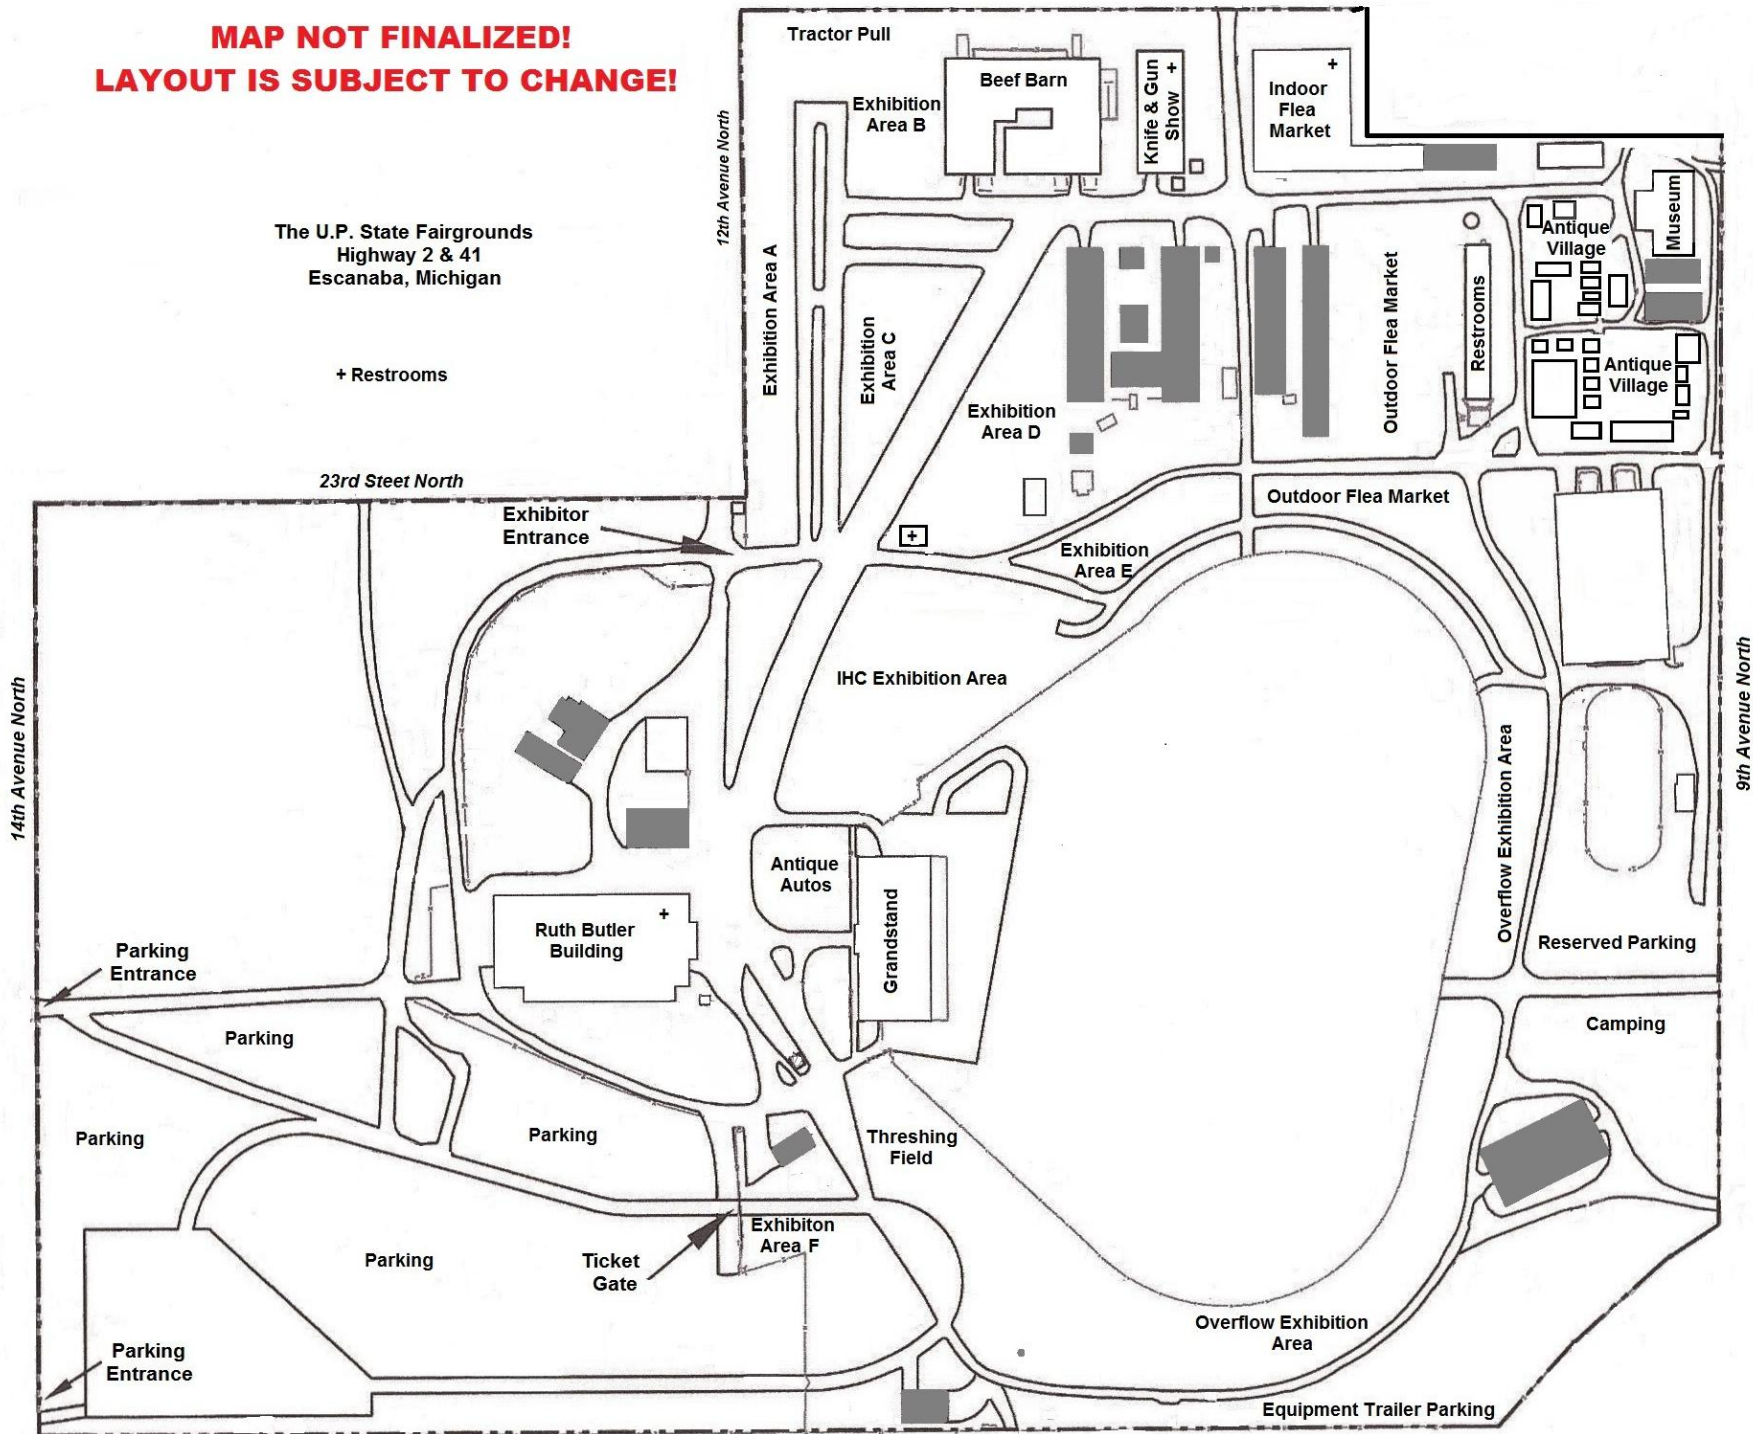 MAP NOT FINALIZED!
LAYOUT IS SUBJECT TO CHANGE!
The U.P. State Fairgrounds
Highway 2 & 41
Escanaba, Michigan
+ Restrooms
12th Avenue North
Tractor Pull
Exhibition
Area B
Beef Barn
Knife & Gun
Show +
+
Indoor
Flea
Market
Museum
Antique
Village
Exhibition Area A
Exhibition
Area C
Exhibition
Area D
Outdoor Flea Market
Restrooms
Antique
Village
23rd Steet North
Exhibitor
Entrance
+
Outdoor Flea Market
Exhibition
Area E
14th Avenue North
9th Avenue North
IHC Exhibition Area
Overflow Exhibition Area
Antique
Autos
Grandstand
+
Ruth Butler
Building
Reserved Parking
Parking
Entrance
Parking
Camping
Parking
Parking
Threshing
Field
Exhibiton
Area F
Parking
Ticket
Gate
Overflow Exhibition
Area
Parking
Entrance
Equipment Trailer Parking